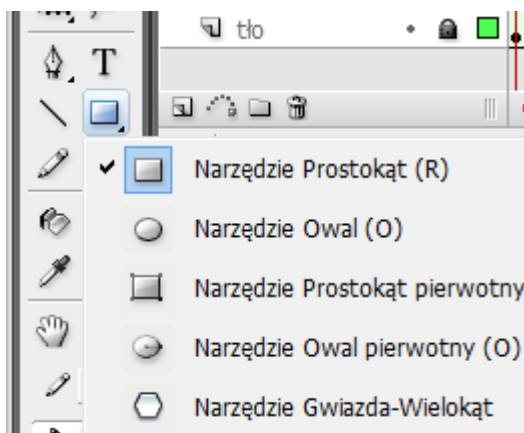 tło
T
Narzędzie Prostokąt (R)
Narzędzie Owal (O)
Narzędzie Prostokąt pierwotny
Narzędzie Owal pierwotny (O)
Narzędzie Gwiazda-Wielokąt